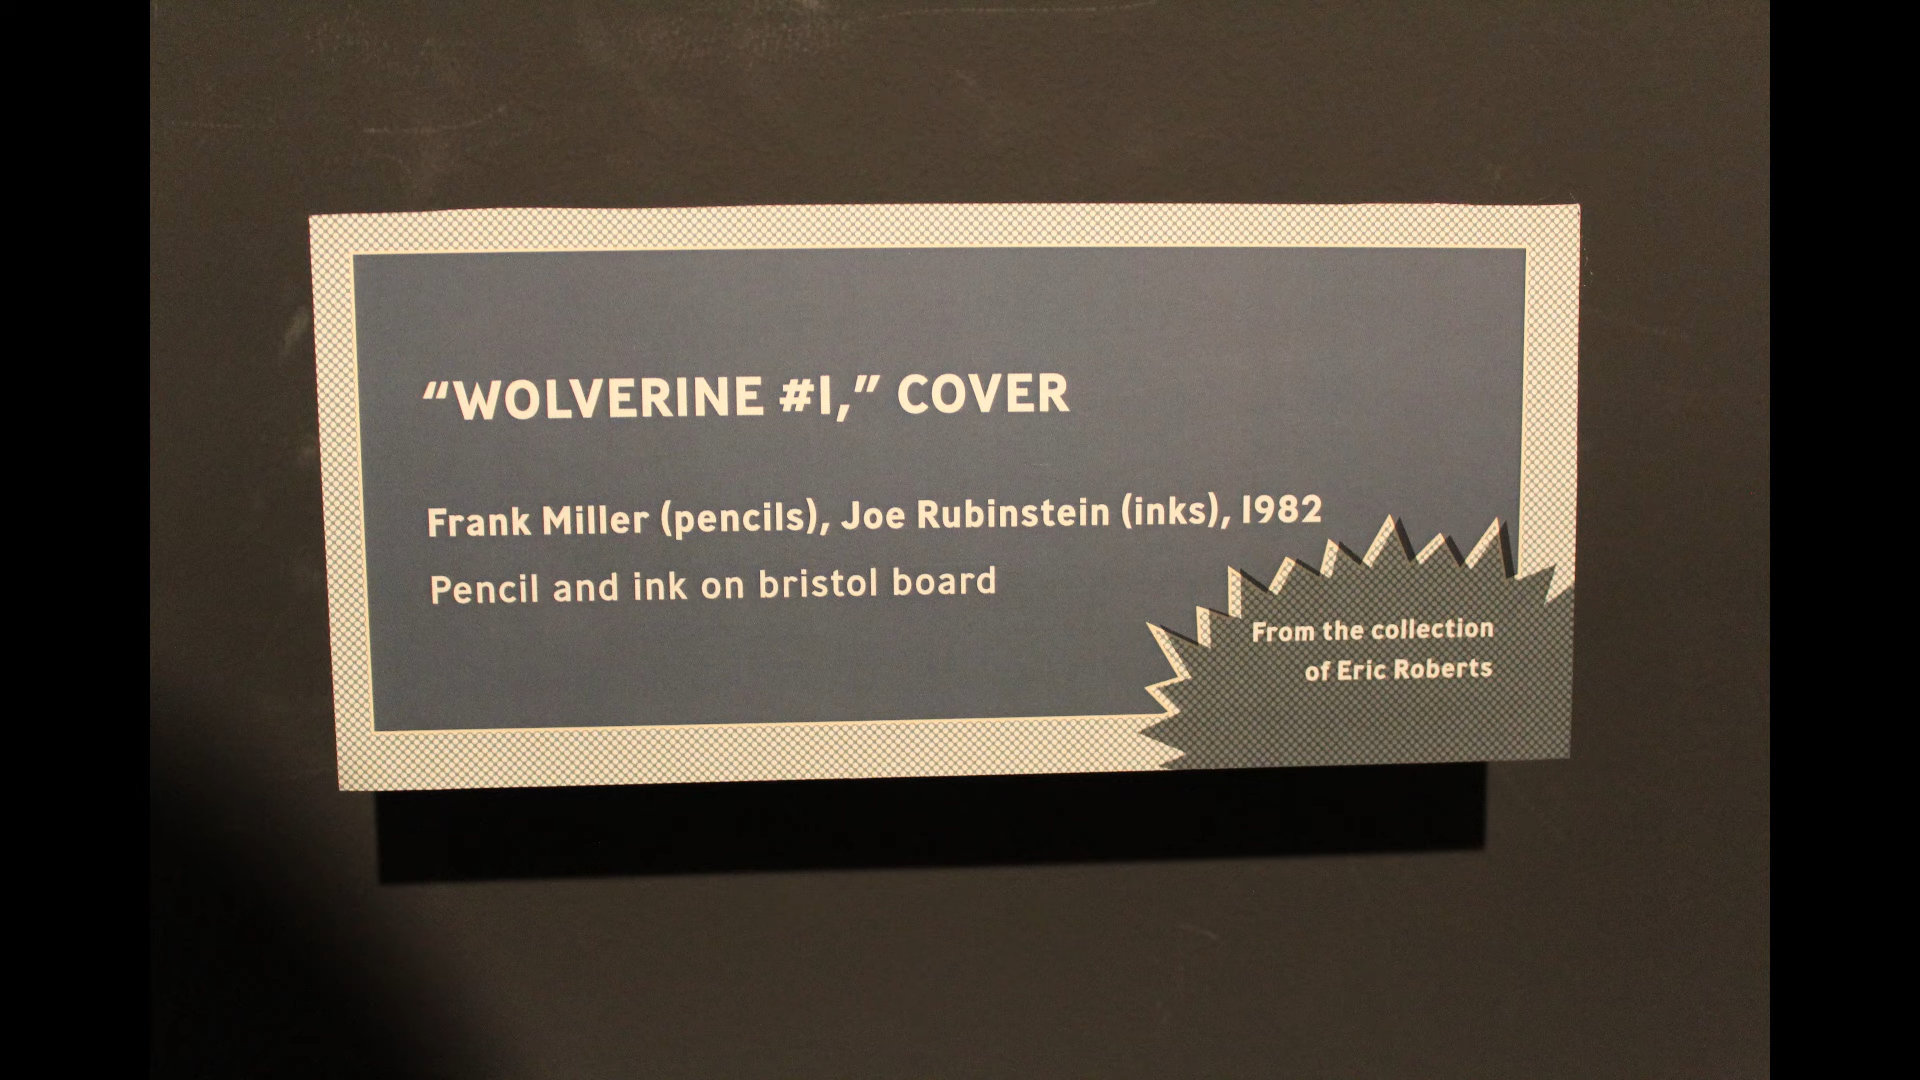 “WOLVERINE #1,” COVER
Frank Miller (pencils), Joe Rubinstein (inks), 1982
Pencil and ink on bristol board
From the collection
of Eric Roberts